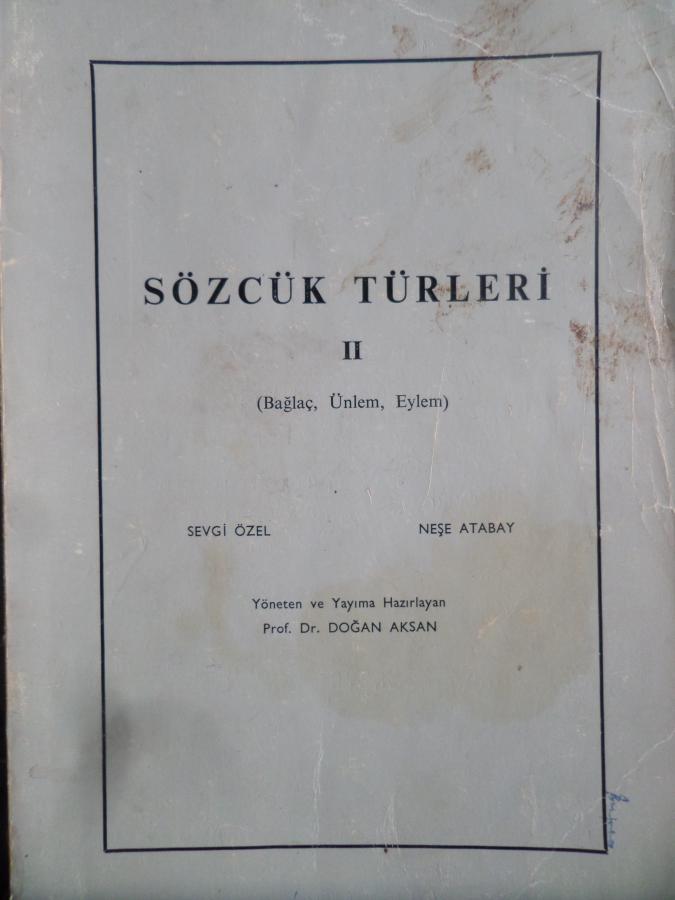 SÖZCÜK TÜRLERİ
II
(Bağlaç, Ünlem, Eylem)
SEVGİ ÖZEL NEŞE ATABAY
Yöneten ve Yayıma Hazırlayan
Prof. Dr. DOĞAN AKSAN